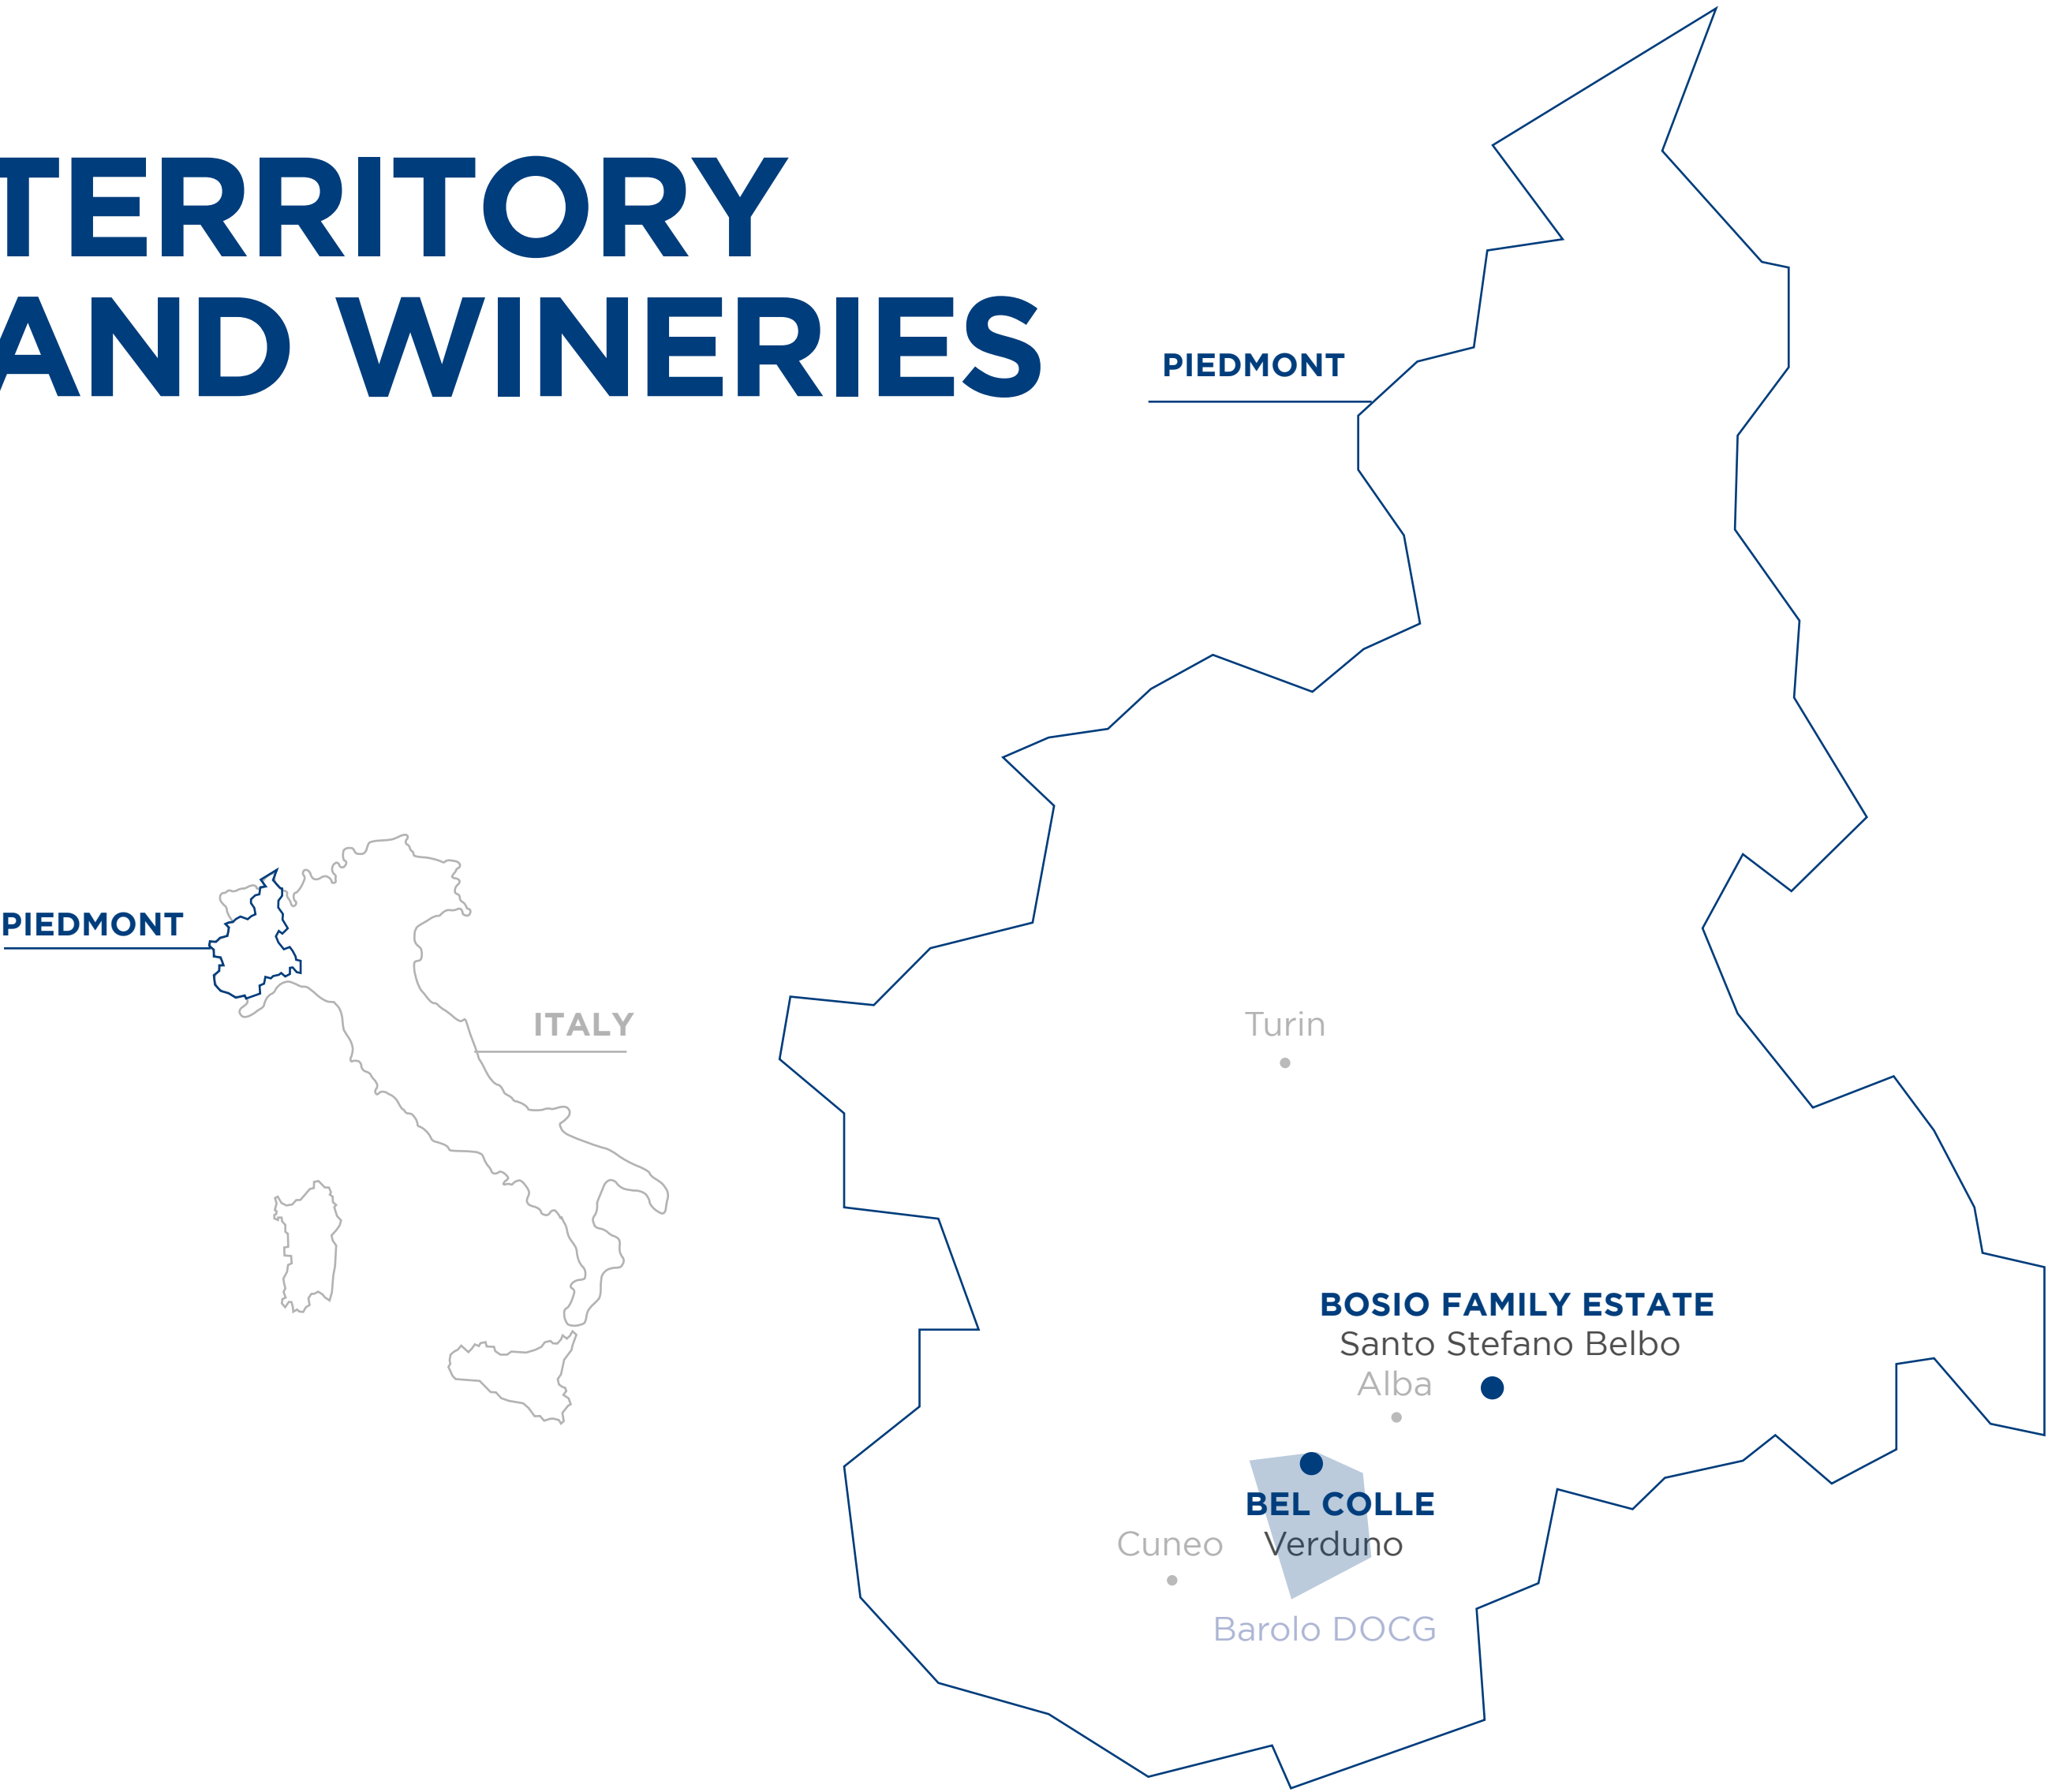 TERRITORY
AND WINERIES
PIEDMONT
PIEDMONT
ITALY
Turin
BOSIO FAMILY ESTATE
Santo Stefano Belbo
Alba
BEL COLLE
Verduno
Cuneo
Barolo DOCG